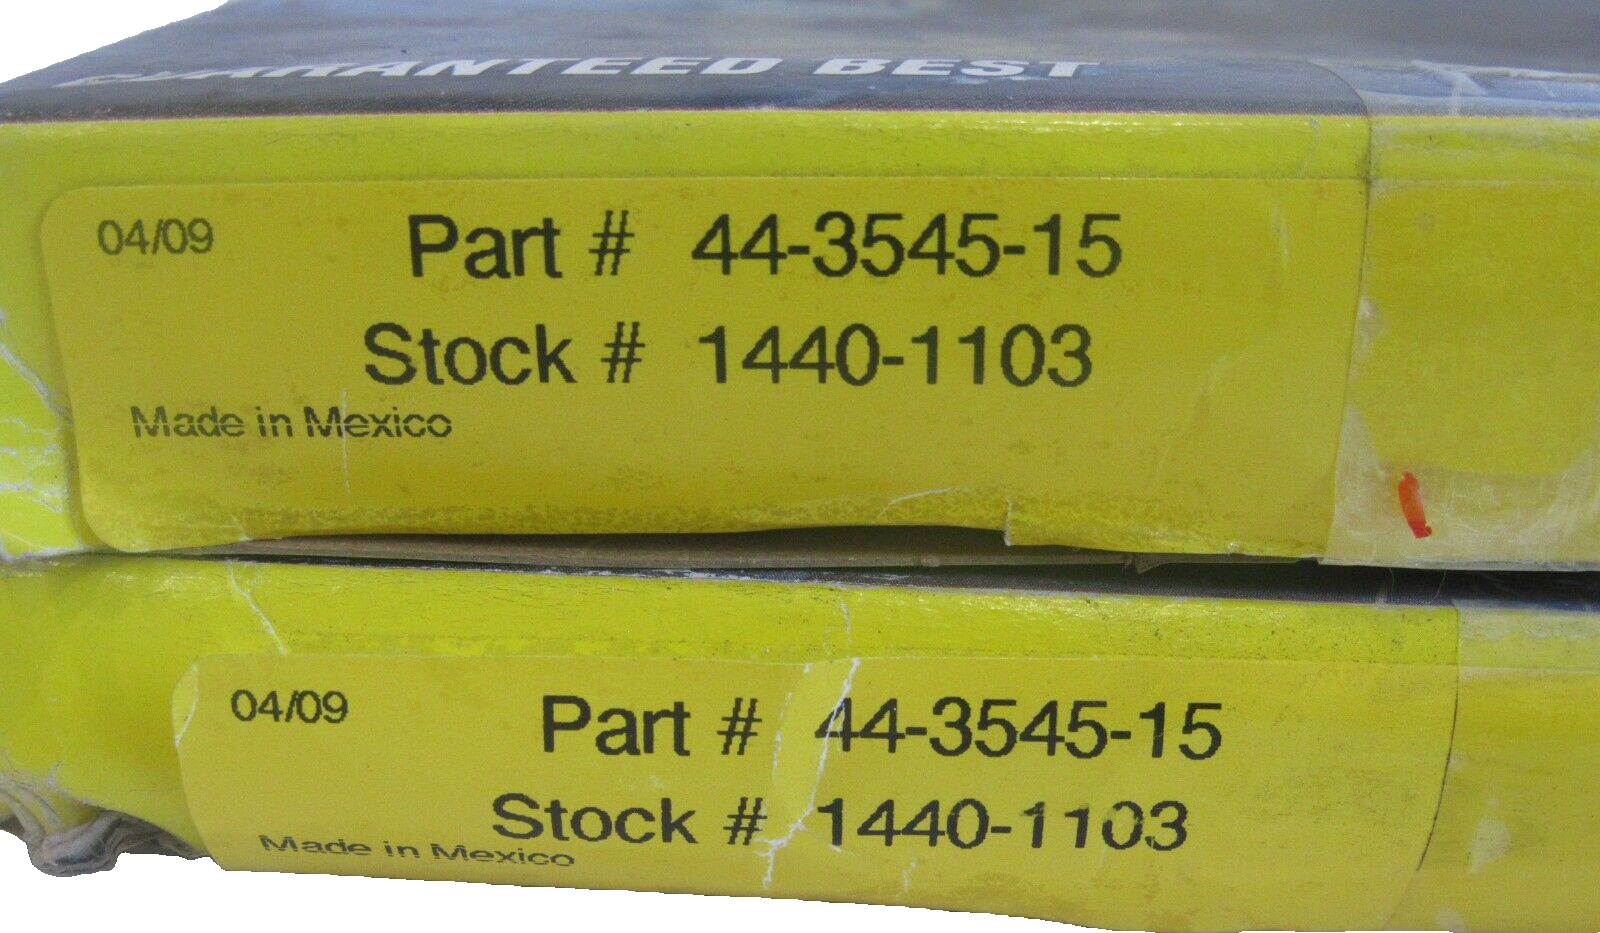 GUARANTEED BEST
04/09
Part # 44-3545-15
Stock # 1440-1103
Made in Mexico
04/09
Part # 44-3545-15
Stock # 1440-1103
Made in Mexico